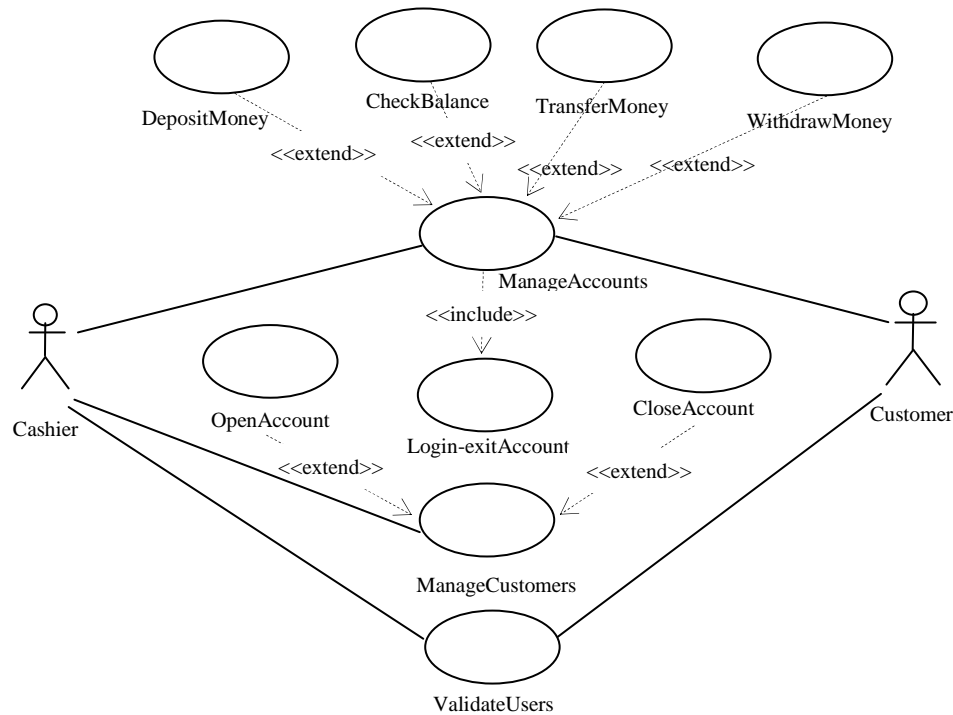 CheckBalance
DepositMoney
TransferMoney
WithdrawMoney
<<extend>>
<<extend>>
<<extend>>
<<extend>>
ManageAccounts
<<include>>
OpenAccount
CloseAccount
Cashier
Customer
Login-exitAccount
<<extend>>
<<extend>>
ManageCustomers
ValidateUsers